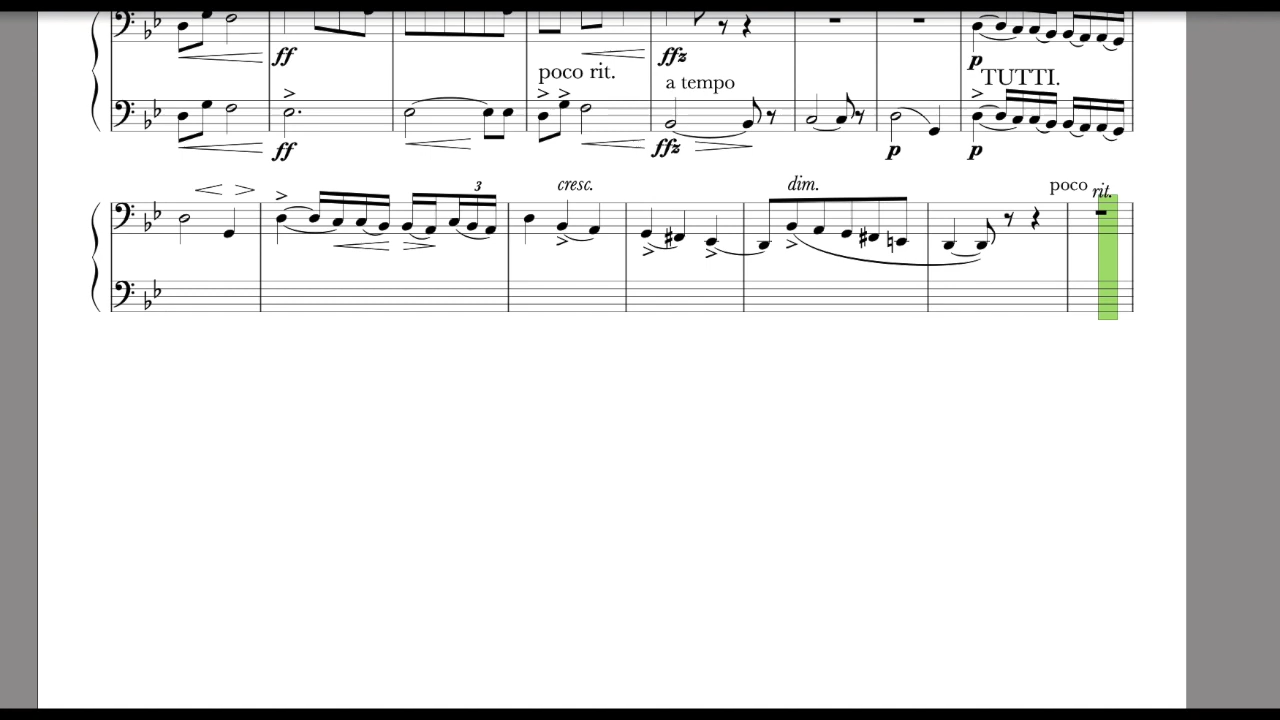 ff ffz p
poco rit. a tempo TUTTI.
ff ffz p p
cresc. dim. poco rit.
3